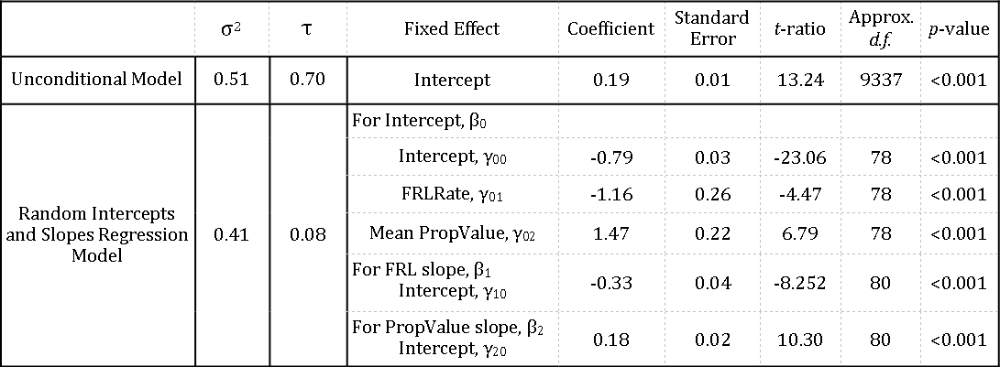 σ2 τ Fixed Effect Coefficient Standard Error t-ratio Approx. d.f. p-value
Unconditional Model 0.51 0.70 Intercept 0.19 0.01 13.24 9337 <0.001
Random Intercepts and Slopes Regression Model 0.41 0.08
For Intercept, β0
Intercept, γ00 -0.79 0.03 -23.06 78 <0.001
FRLRate, γ01 -1.16 0.26 -4.47 78 <0.001
Mean PropValue, γ02 1.47 0.22 6.79 78 <0.001
For FRL slope, β1
Intercept, γ10 -0.33 0.04 -8.252 80 <0.001
For PropValue slope, β2
Intercept, γ20 0.18 0.02 10.30 80 <0.001